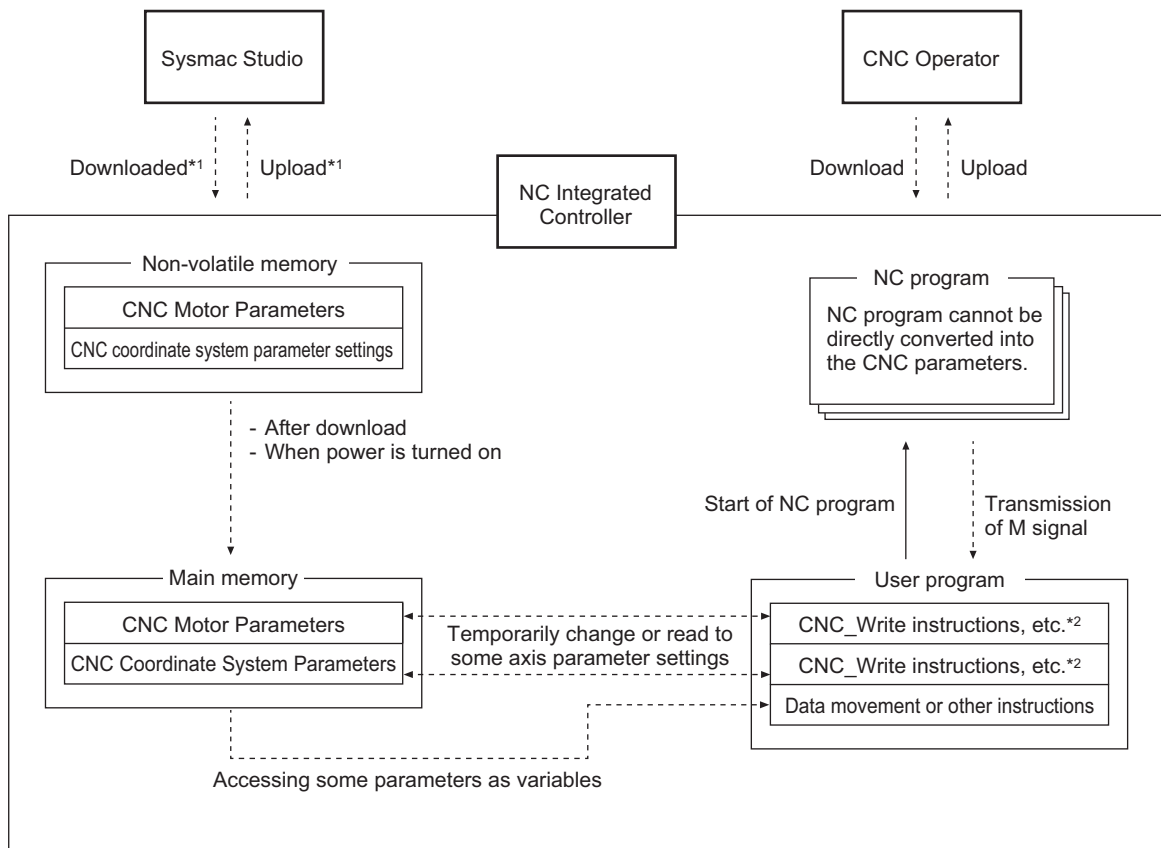 Sysmac Studio
CNC Operator
Downloaded*1
Upload*1
NC Integrated
Controller
Download
Upload
Non-volatile memory
CNC Motor Parameters
CNC coordinate system parameter settings
NC program
NC program cannot be
directly converted into
the CNC parameters.
- After download
- When power is turned on
Start of NC program
Transmission
of M signal
Main memory
CNC Motor Parameters
CNC Coordinate System Parameters
Temporarily change or read to
some axis parameter settings
User program
CNC_Write instructions, etc.*2
CNC_Write instructions, etc.*2
Data movement or other instructions
Accessing some parameters as variables